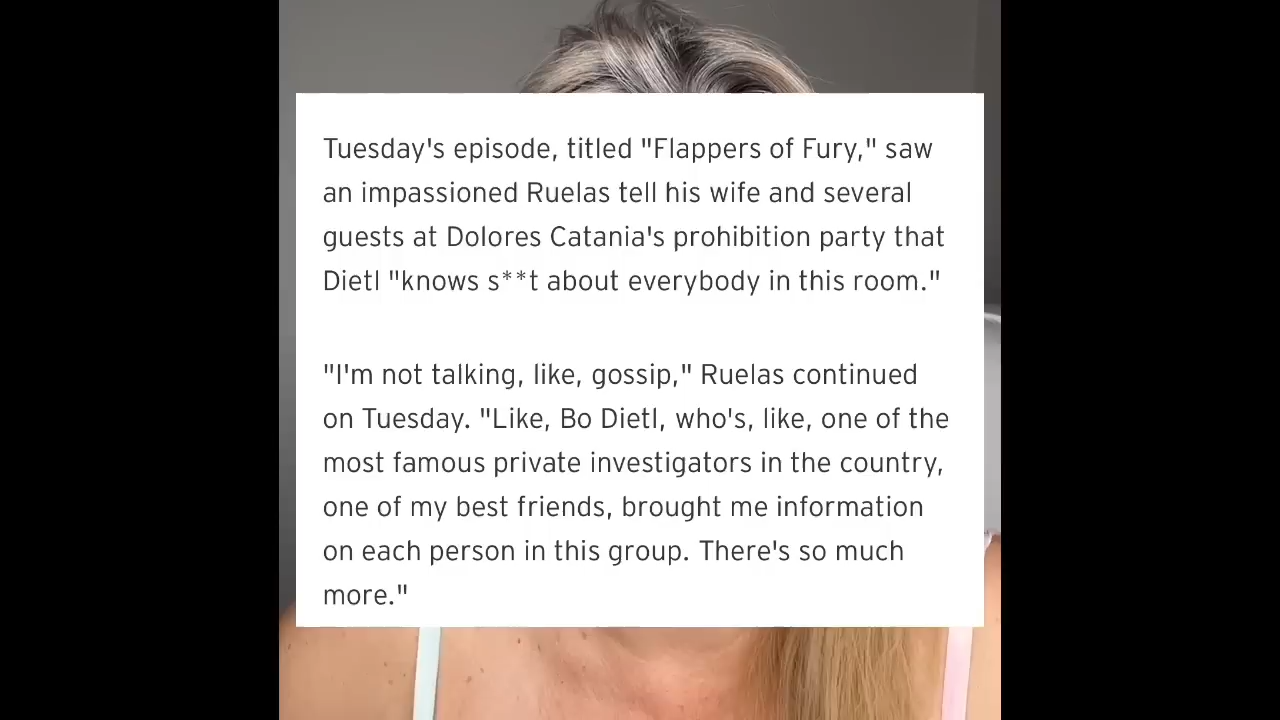 Tuesday's episode, titled "Flappers of Fury," saw
an impassioned Ruelas tell his wife and several
guests at Dolores Catania's prohibition party that
Dietl "knows s**t about everybody in this room."
"I'm not talking, like, gossip," Ruelas continued
on Tuesday. "Like, Bo Dietl, who's, like, one of the
most famous private investigators in the country,
one of my best friends, brought me information
on each person in this group. There's so much
more."